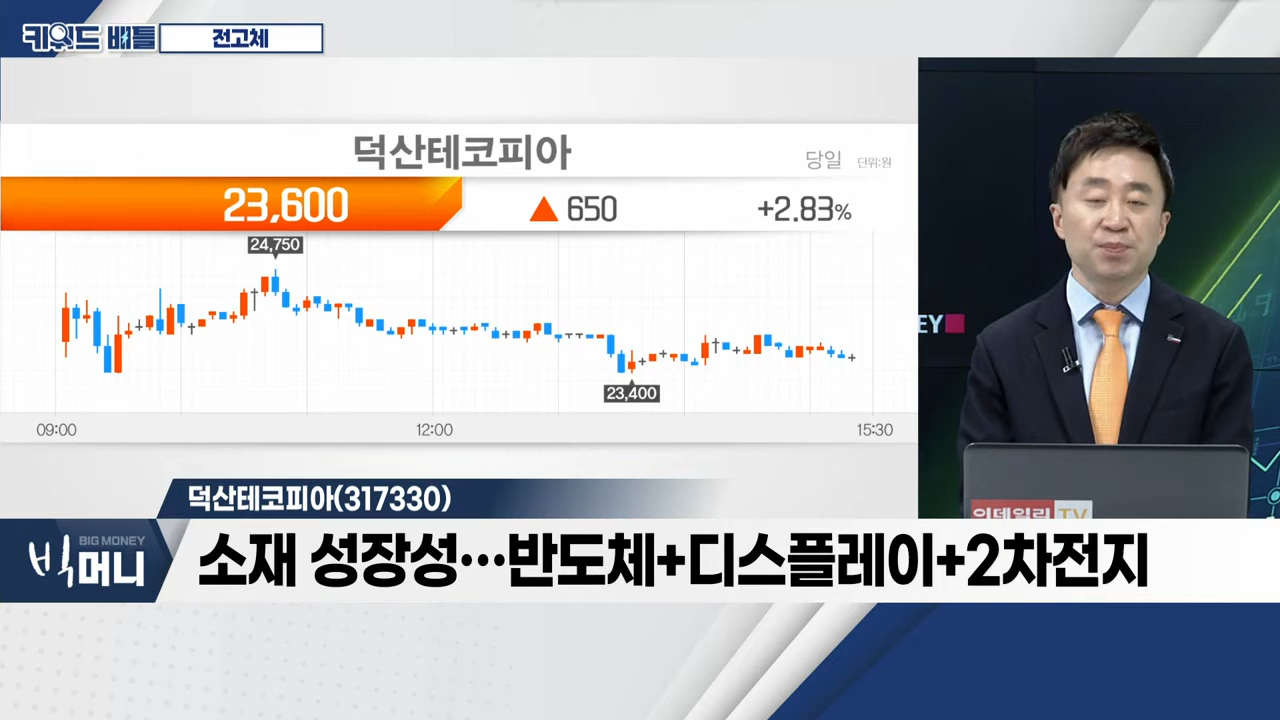 키워드 배틀
전고체
덕산테코피아
당일 단위:원
23,600 ▲ 650 +2.83%
24,750
23,400
09:00 12:00 15:30
EY
이데일리 TV
덕산테코피아(317330)
BIG MONEY
빅머니
소재 성장성…반도체+디스플레이+2차전지